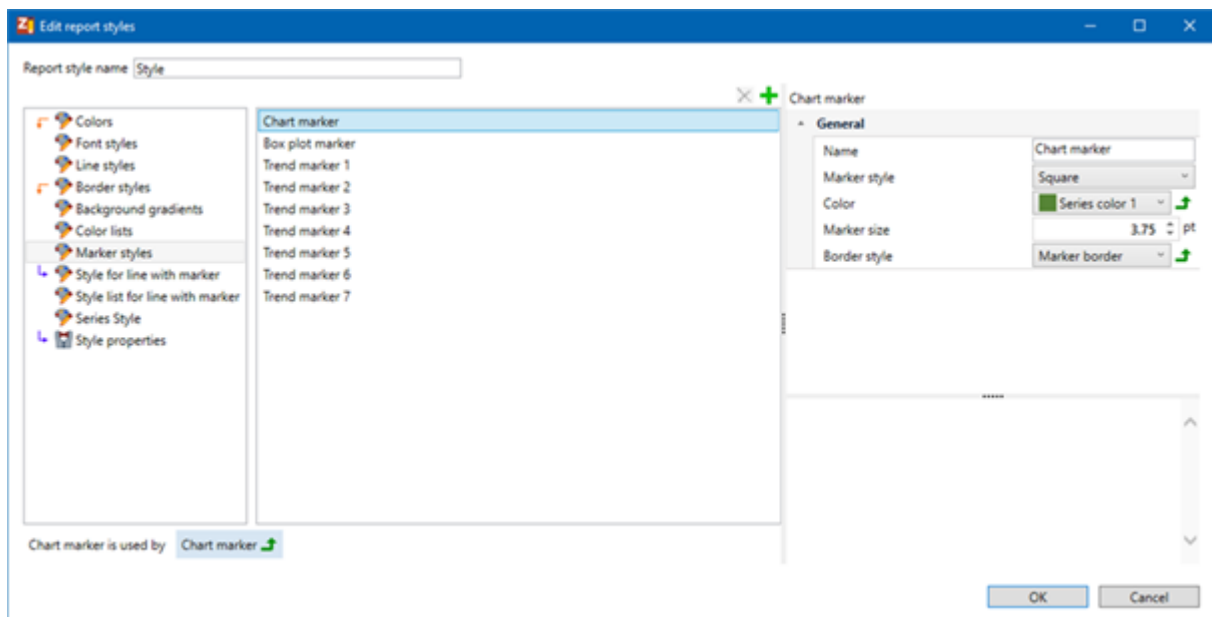 Edit report styles
Report style name Style
Colors
Font styles
Line styles
Border styles
Background gradients
Color lists
Marker styles
Style for line with marker
Style list for line with marker
Series Style
Style properties
Chart marker
Box plot marker
Trend marker 1
Trend marker 2
Trend marker 3
Trend marker 4
Trend marker 5
Trend marker 6
Trend marker 7
Chart marker
General
Name Chart marker
Marker style Square
Color Series color 1
Marker size 3.75 pt
Border style Marker border
Chart marker is used by Chart marker
OK Cancel